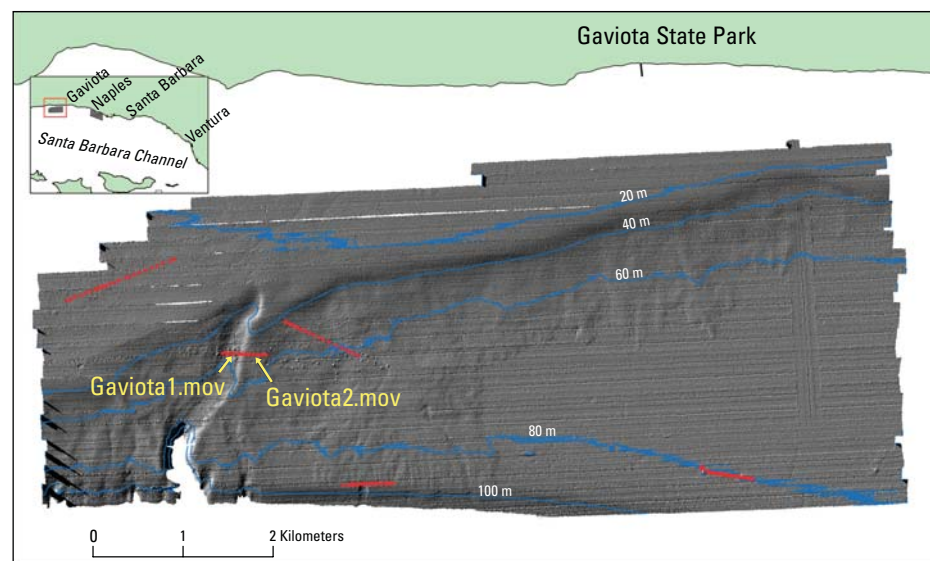 Gaviota State Park
Gaviota
Naples
Santa Barbara
Ventura
Santa Barbara Channel
20 m
40 m
60 m
Gaviota1.mov
Gaviota2.mov
80 m
100 m
0 1 2 Kilometers